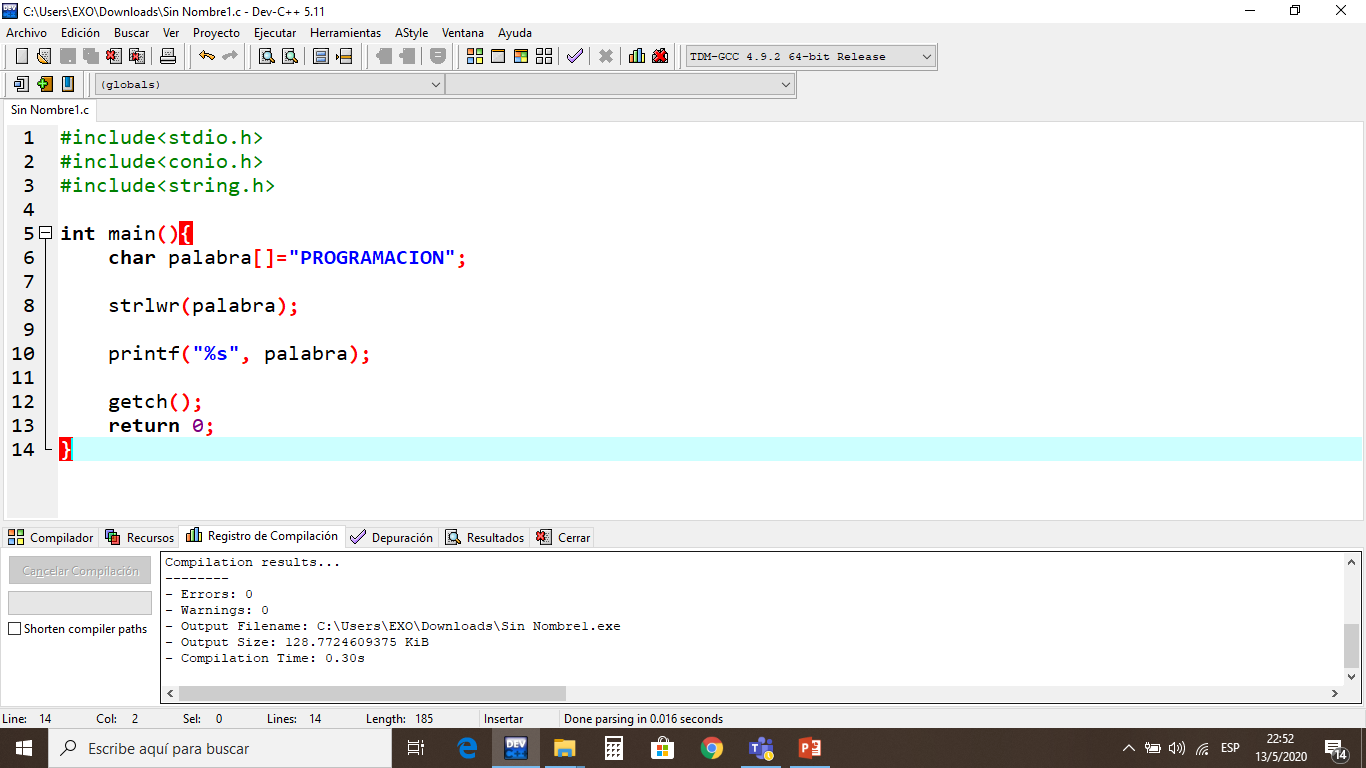 C:\Users\EXO\Downloads\Sin Nombre1.c - Dev-C++ 5.11
Archivo Edición Buscar Ver Proyecto Ejecutar Herramientas AStyle Ventana Ayuda
TDM-GCC 4.9.2 64-bit Release
(globals)
Sin Nombre1.c
1 #include<stdio.h>
2 #include<conio.h>
3 #include<string.h>
4
5 int main(){
6 char palabra[]="PROGRAMACION";
7
8 strlwr(palabra);
9
10 printf("%s", palabra);
11
12 getch();
13 return 0;
14 }
Compilador Recursos Registro de Compilación Depuración Resultados Cerrar
Cancelar Compilación
Shorten compiler paths
Compilation results...
--------
- Errors: 0
- Warnings: 0
- Output Filename: C:\Users\EXO\Downloads\Sin Nombre1.exe
- Output Size: 128.7724609375 KiB
- Compilation Time: 0.30s
Line: 14 Col: 2 Sel: 0 Lines: 14 Length: 185 Insertar Done parsing in 0.016 seconds
Escribe aquí para buscar
DEV
ESP
22:52
13/5/2020
14